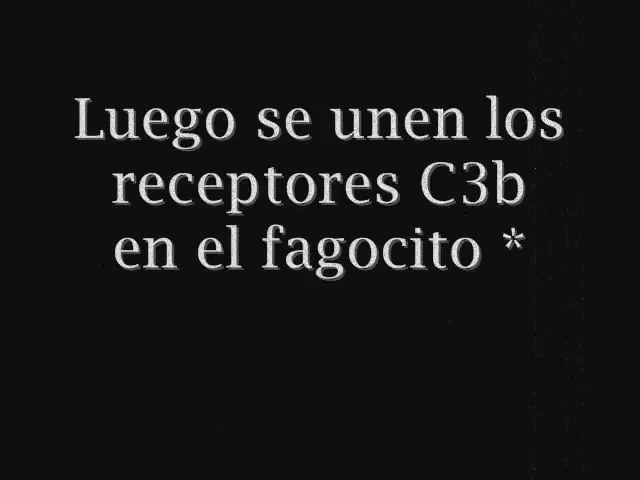 Luego se unen los
receptores C3b
en el fagocito *